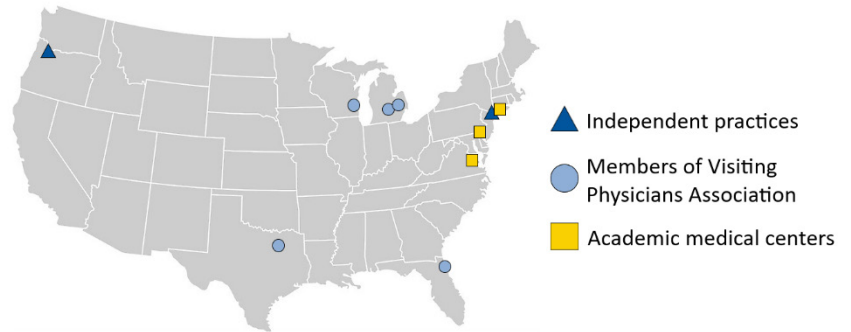 Independent practices
Members of Visiting
Physicians Association
Academic medical centers